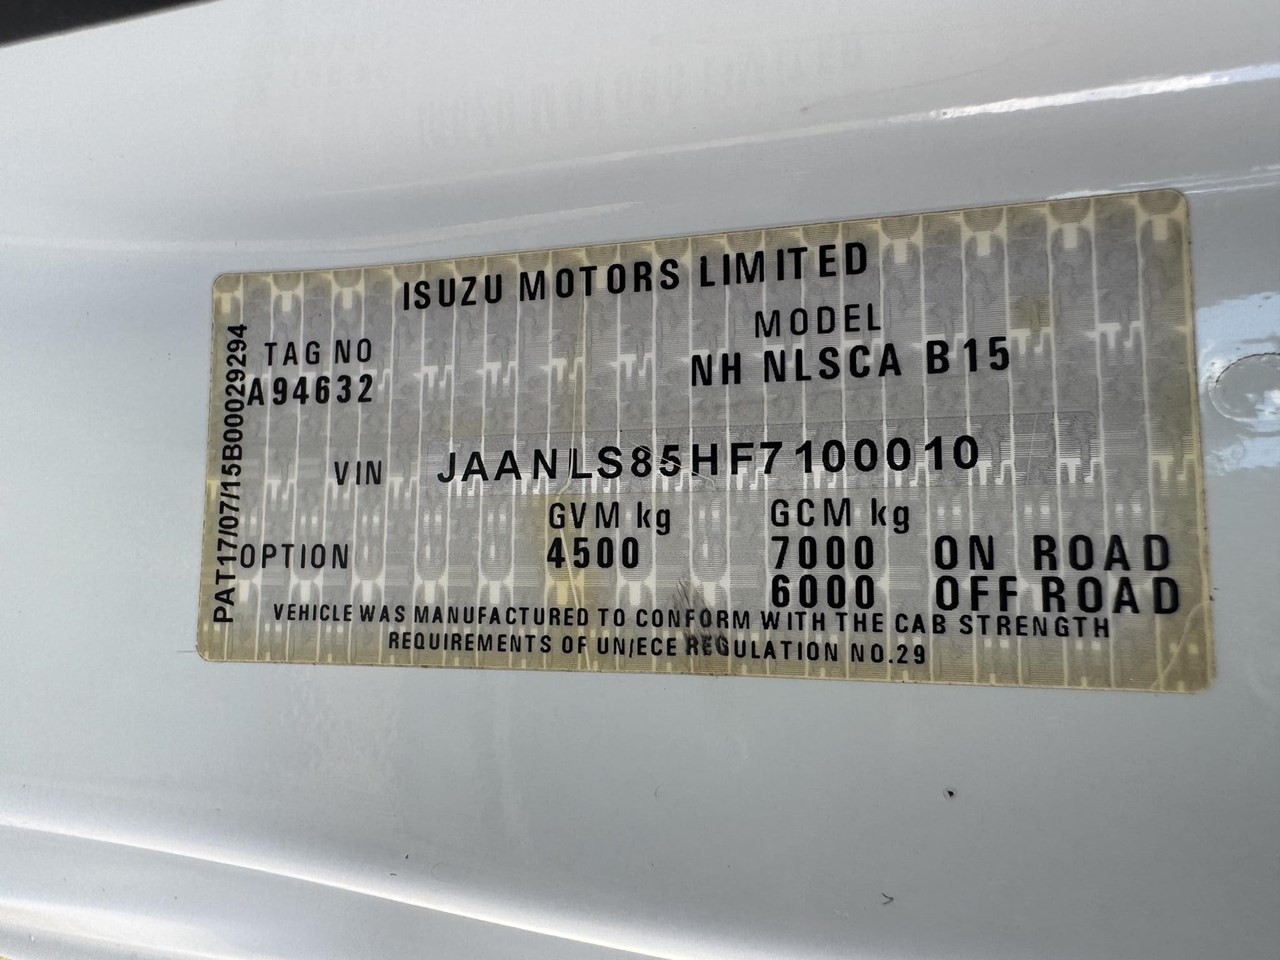 ISUZU MOTORS LIMITED
MODEL
NH NLSCA B15
TAG NO
A94632
VIN JAANLS85HF7100010
GVM kg GCM kg
OPTION 4500 7000 ON ROAD
6000 OFF ROAD
VEHICLE WAS MANUFACTURED TO CONFORM WITH THE CAB STRENGTH
REQUIREMENTS OF UN/ECE REGULATION NO.29
PAT17/07/15B00029294